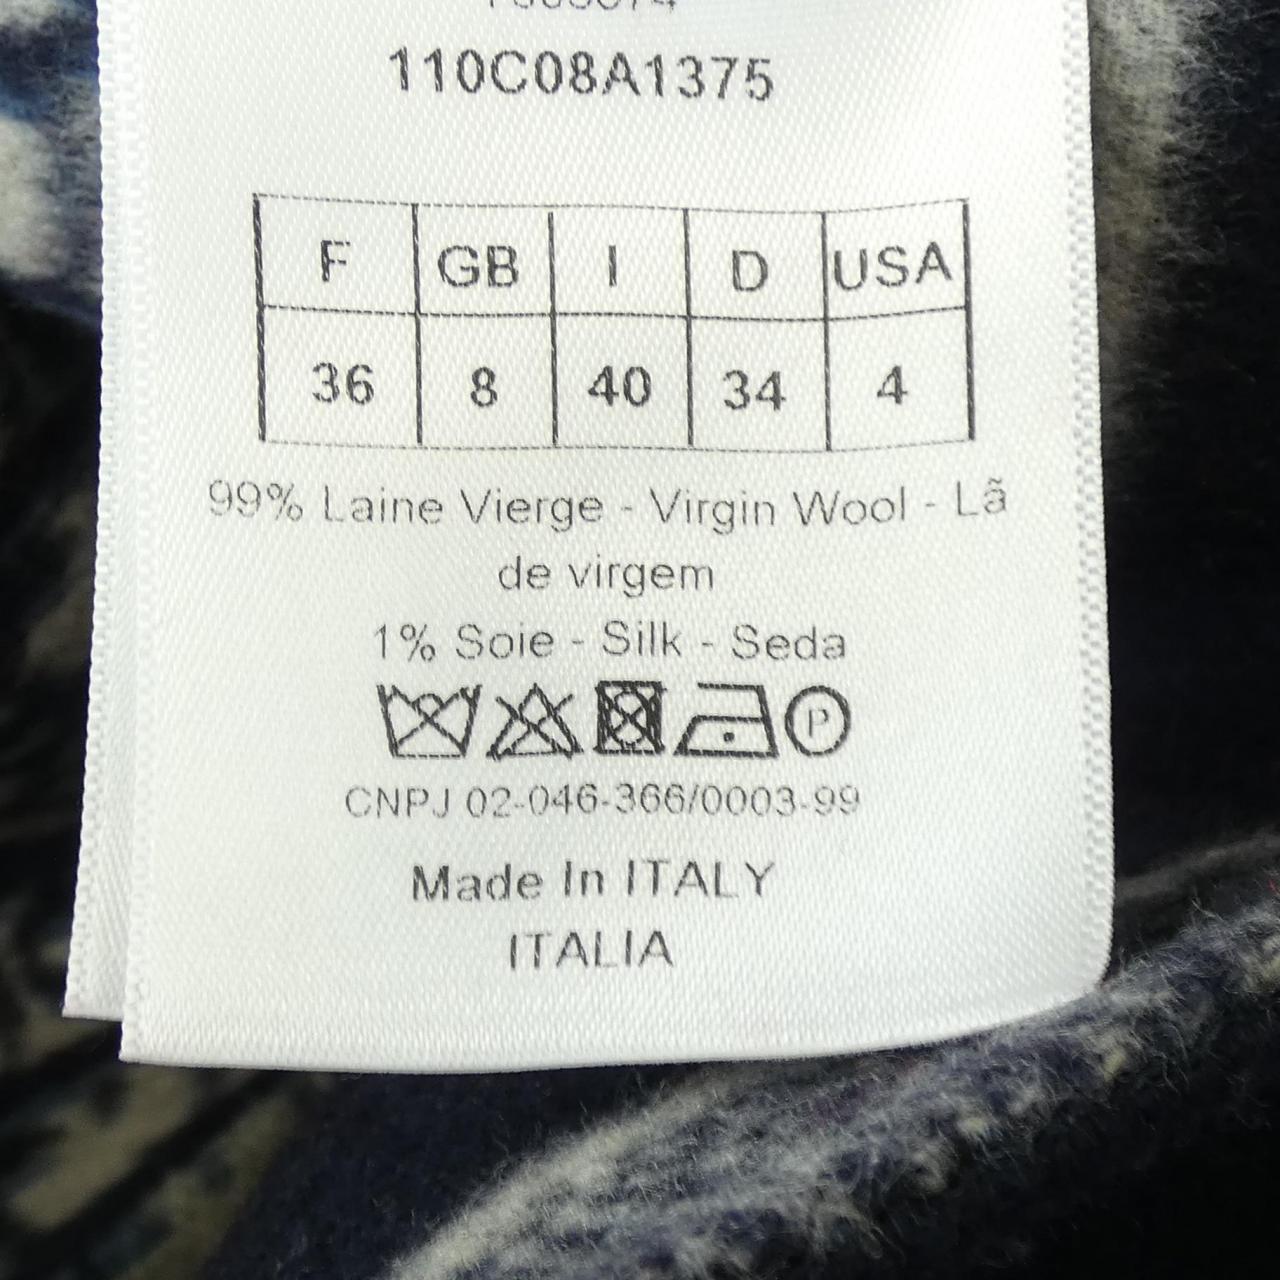 110C08A1375
F GB I D USA
36 8 40 34 4
99% Laine Vierge - Virgin Wool - Lã
de virgem
1% Soie - Silk - Seda
P
CNPJ 02-046-366/0003-99
Made In ITALY
ITALIA